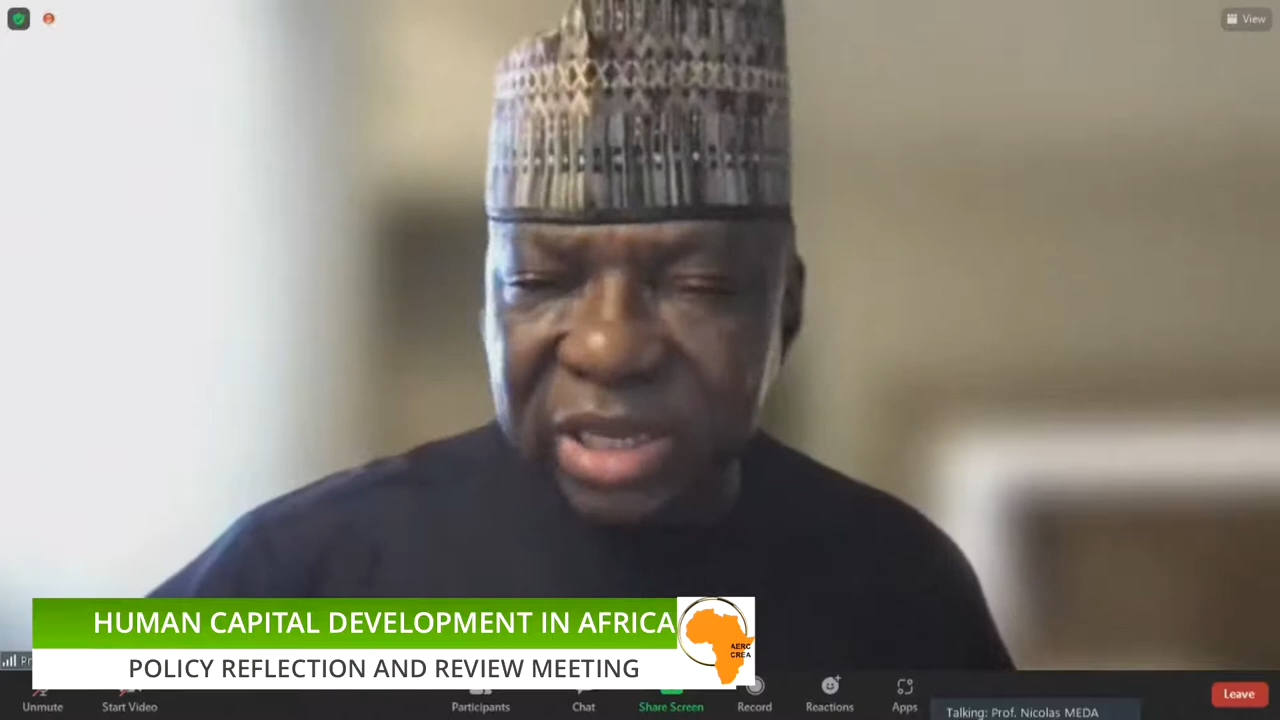 View
HUMAN CAPITAL DEVELOPMENT IN AFRICA
AERC
CREA
POLICY REFLECTION AND REVIEW MEETING
Unmute
Start Video
Participants
Chat
Share Screen
Record
Reactions
Apps
Talking: Prof. Nicolas MEDA
Leave